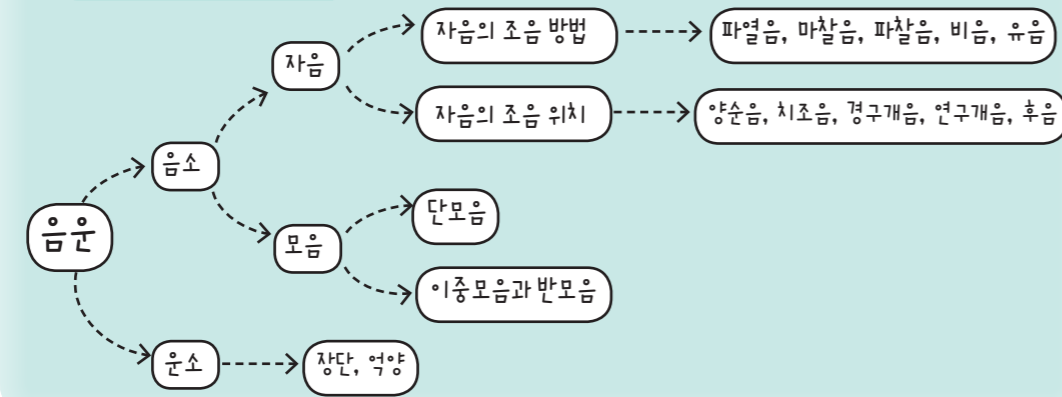 자음의 조음 방법
파열음, 마찰음, 파찰음, 비음, 유음
자음
자음의 조음 위치
양순음, 치조음, 경구개음, 연구개음, 후음
음소
단모음
음운
모음
이중모음과 반모음
운소
장단, 억양